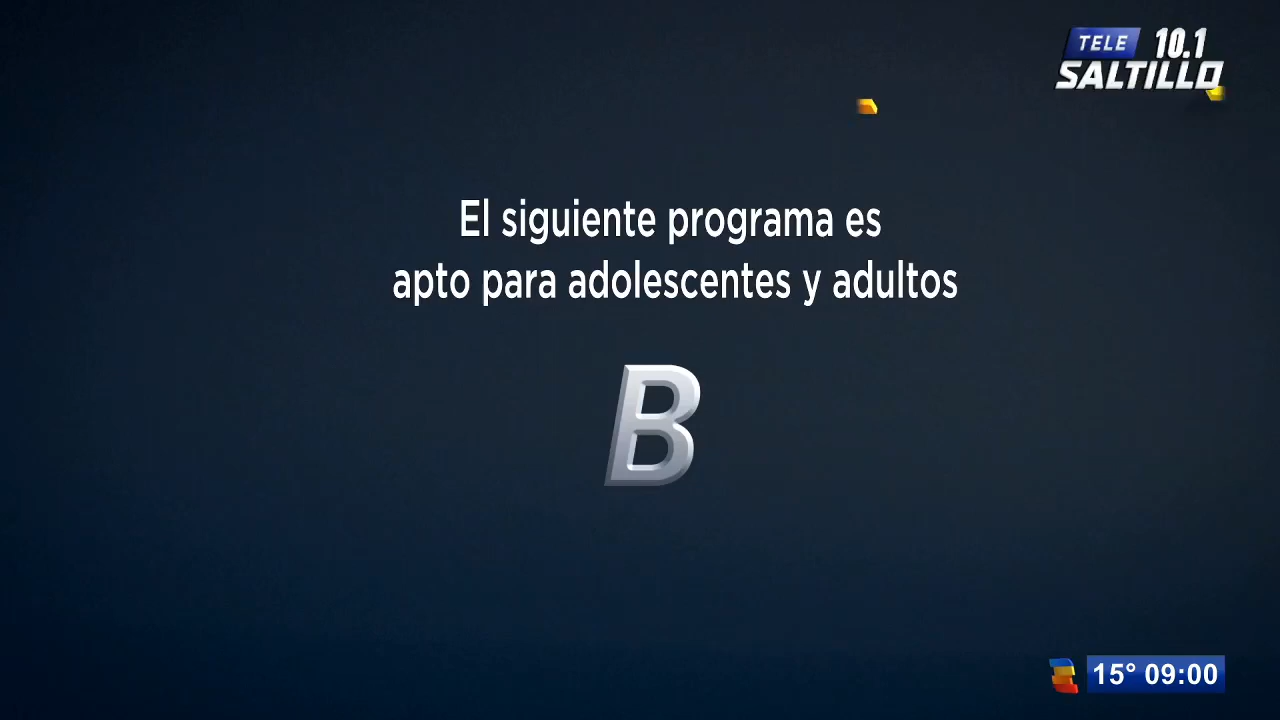 TELE 10.1
SALTILLO
El siguiente programa es
apto para adolescentes y adultos
B
15° 09:00